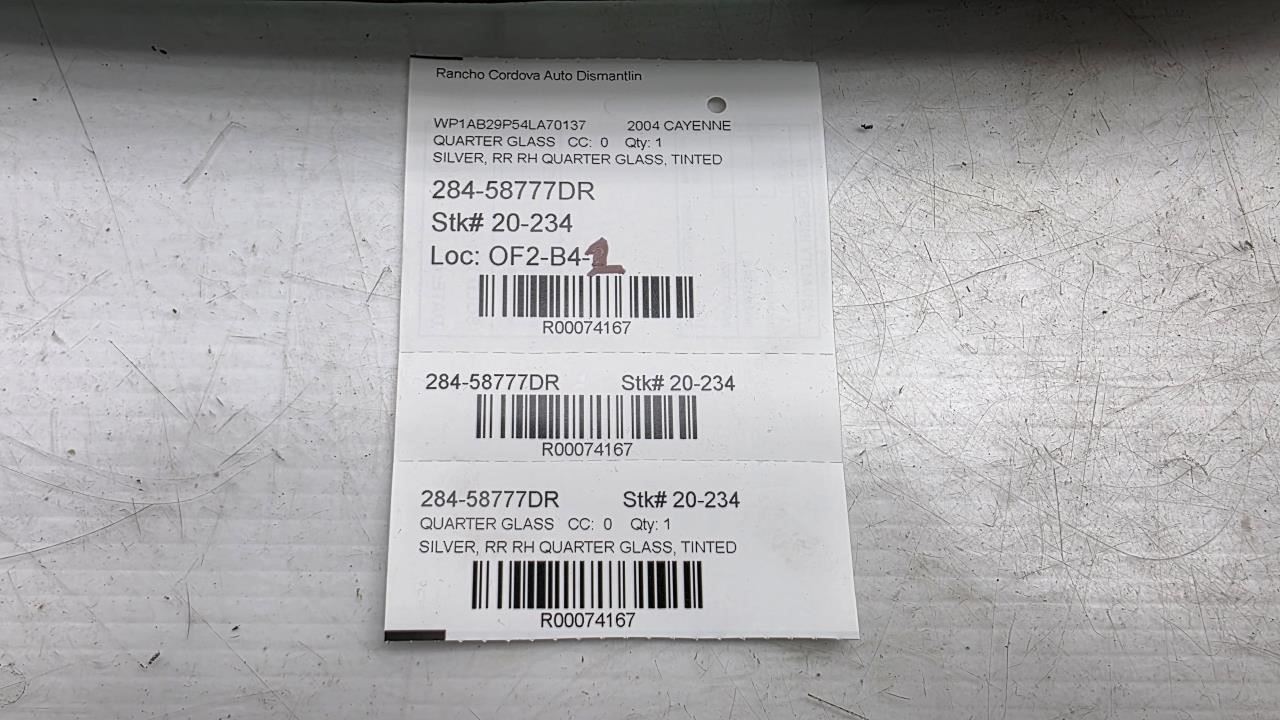 Rancho Cordova Auto Dismantlin
WP1AB29P54LA70137 2004 CAYENNE
QUARTER GLASS CC: 0 Qty: 1
SILVER, RR RH QUARTER GLASS, TINTED
284-58777DR
Stk# 20-234
Loc: OF2-B4-2
R00074167
284-58777DR Stk# 20-234
R00074167
284-58777DR Stk# 20-234
QUARTER GLASS CC: 0 Qty: 1
SILVER, RR RH QUARTER GLASS, TINTED
R00074167